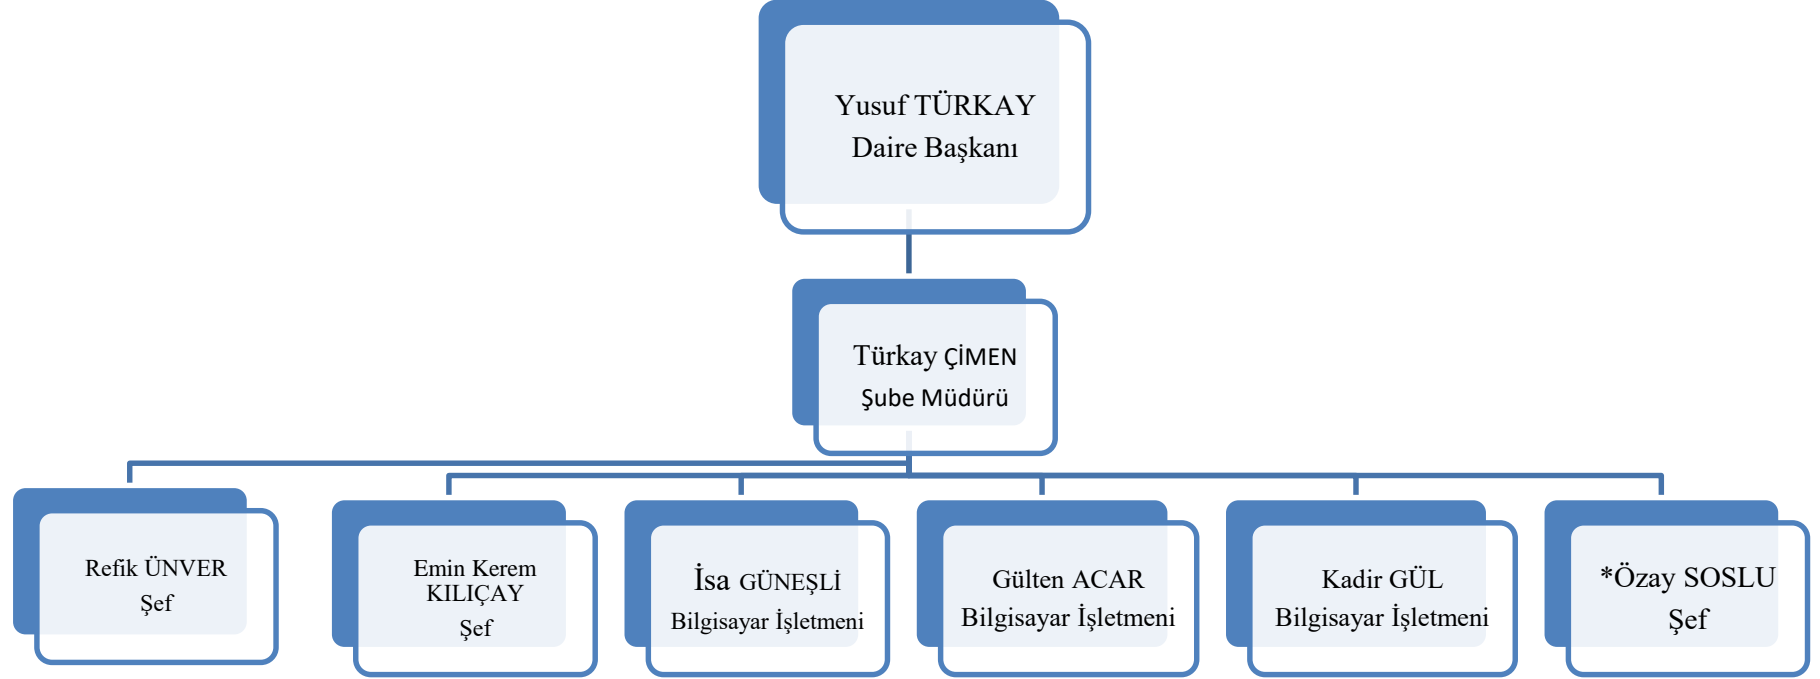 Yusuf TÜRKAY
Daire Başkanı
Türkay ÇİMEN
Şube Müdürü
Refik ÜNVER
Şef
Emin Kerem
KILIÇAY
Şef
İsa GÜNEŞLİ
Bilgisayar İşletmeni
Gülten ACAR
Bilgisayar İşletmeni
Kadir GÜL
Bilgisayar İşletmeni
*Özay SOSLU
Şef